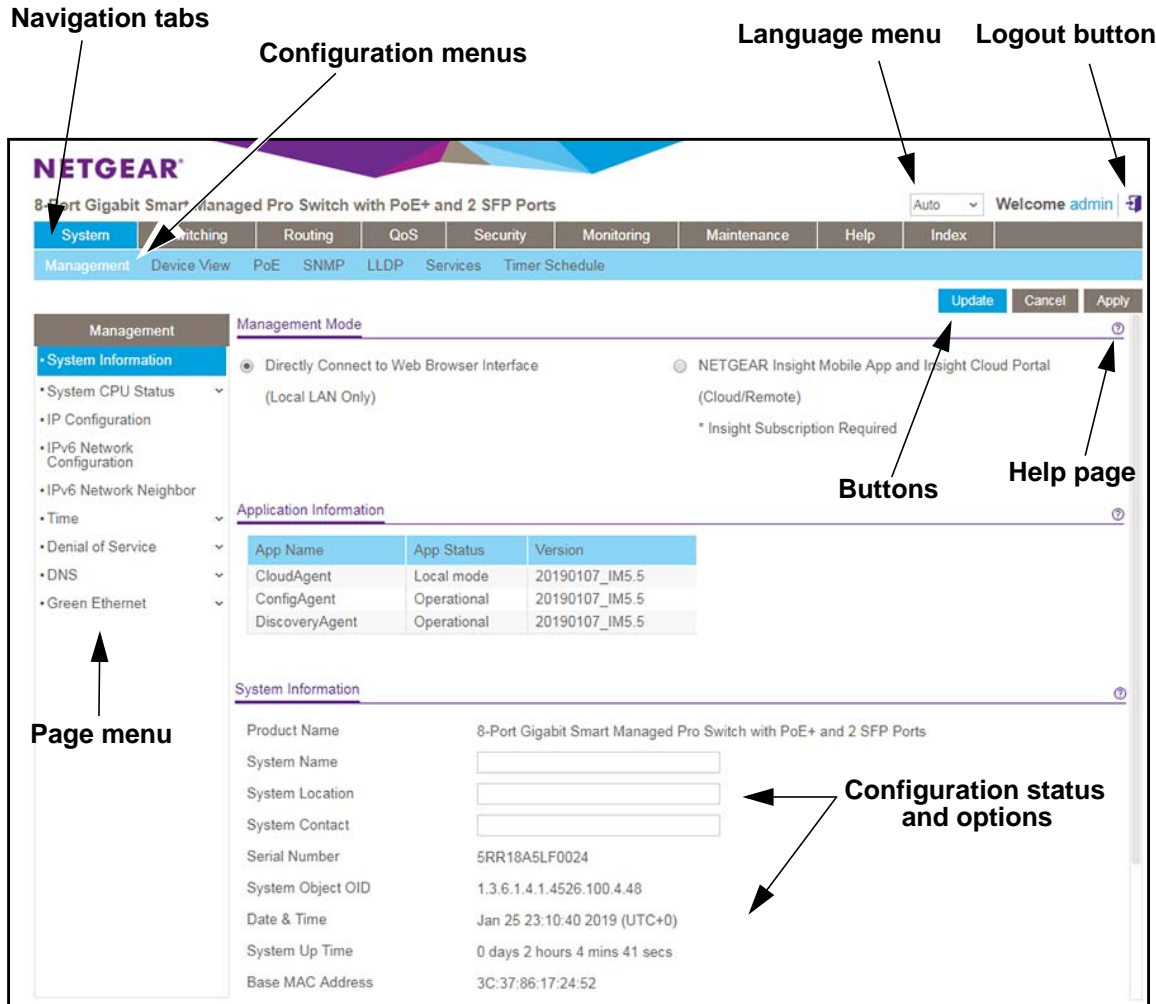 Navigation tabs
Configuration menus
Language menu
Logout button
NETGEAR
8-Port Gigabit Smart Managed Pro Switch with PoE+ and 2 SFP Ports
Auto
Welcome admin
System Switching Routing QoS Security Monitoring Maintenance Help Index
Management Device View PoE SNMP LLDP Services Timer Schedule
Update Cancel Apply
Management
• System Information
• System CPU Status
• IP Configuration
• IPv6 Network
Configuration
• IPv6 Network Neighbor
• Time
• Denial of Service
• DNS
• Green Ethernet
Page menu
Management Mode
?
Directly Connect to Web Browser Interface
(Local LAN Only)
NETGEAR Insight Mobile App and Insight Cloud Portal
(Cloud/Remote)
* Insight Subscription Required
Buttons
Help page
Application Information
?
App Name App Status Version
CloudAgent Local mode 20190107_IM5.5
ConfigAgent Operational 20190107_IM5.5
DiscoveryAgent Operational 20190107_IM5.5
System Information
?
Product Name 8-Port Gigabit Smart Managed Pro Switch with PoE+ and 2 SFP Ports
System Name
System Location
System Contact
Configuration status
and options
Serial Number 5RR18A5LF0024
System Object OID 1.3.6.1.4.1.4526.100.4.48
Date & Time Jan 25 23:10:40 2019 (UTC+0)
System Up Time 0 days 2 hours 4 mins 41 secs
Base MAC Address 3C:37:86:17:24:52